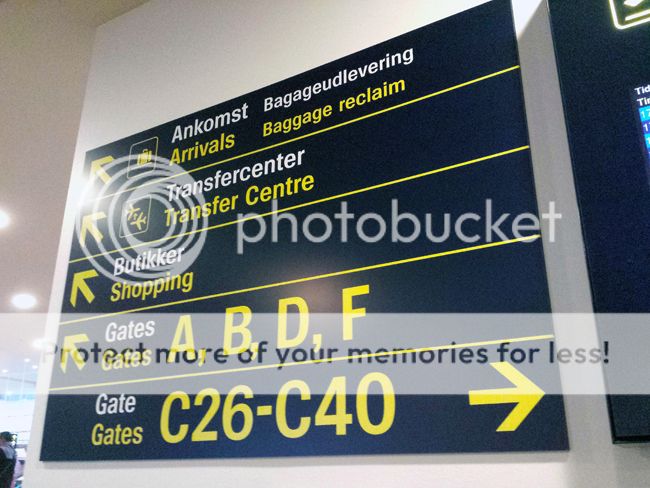 Ankomst Bagageudlevering
Arrivals Baggage reclaim
Transfercenter
Transfer Centre
Butikker
Shopping
Gates A, B, D, F
Gates
Gate C26-C40
Gates
Tid
photobucket
Protect more of your memories for less!